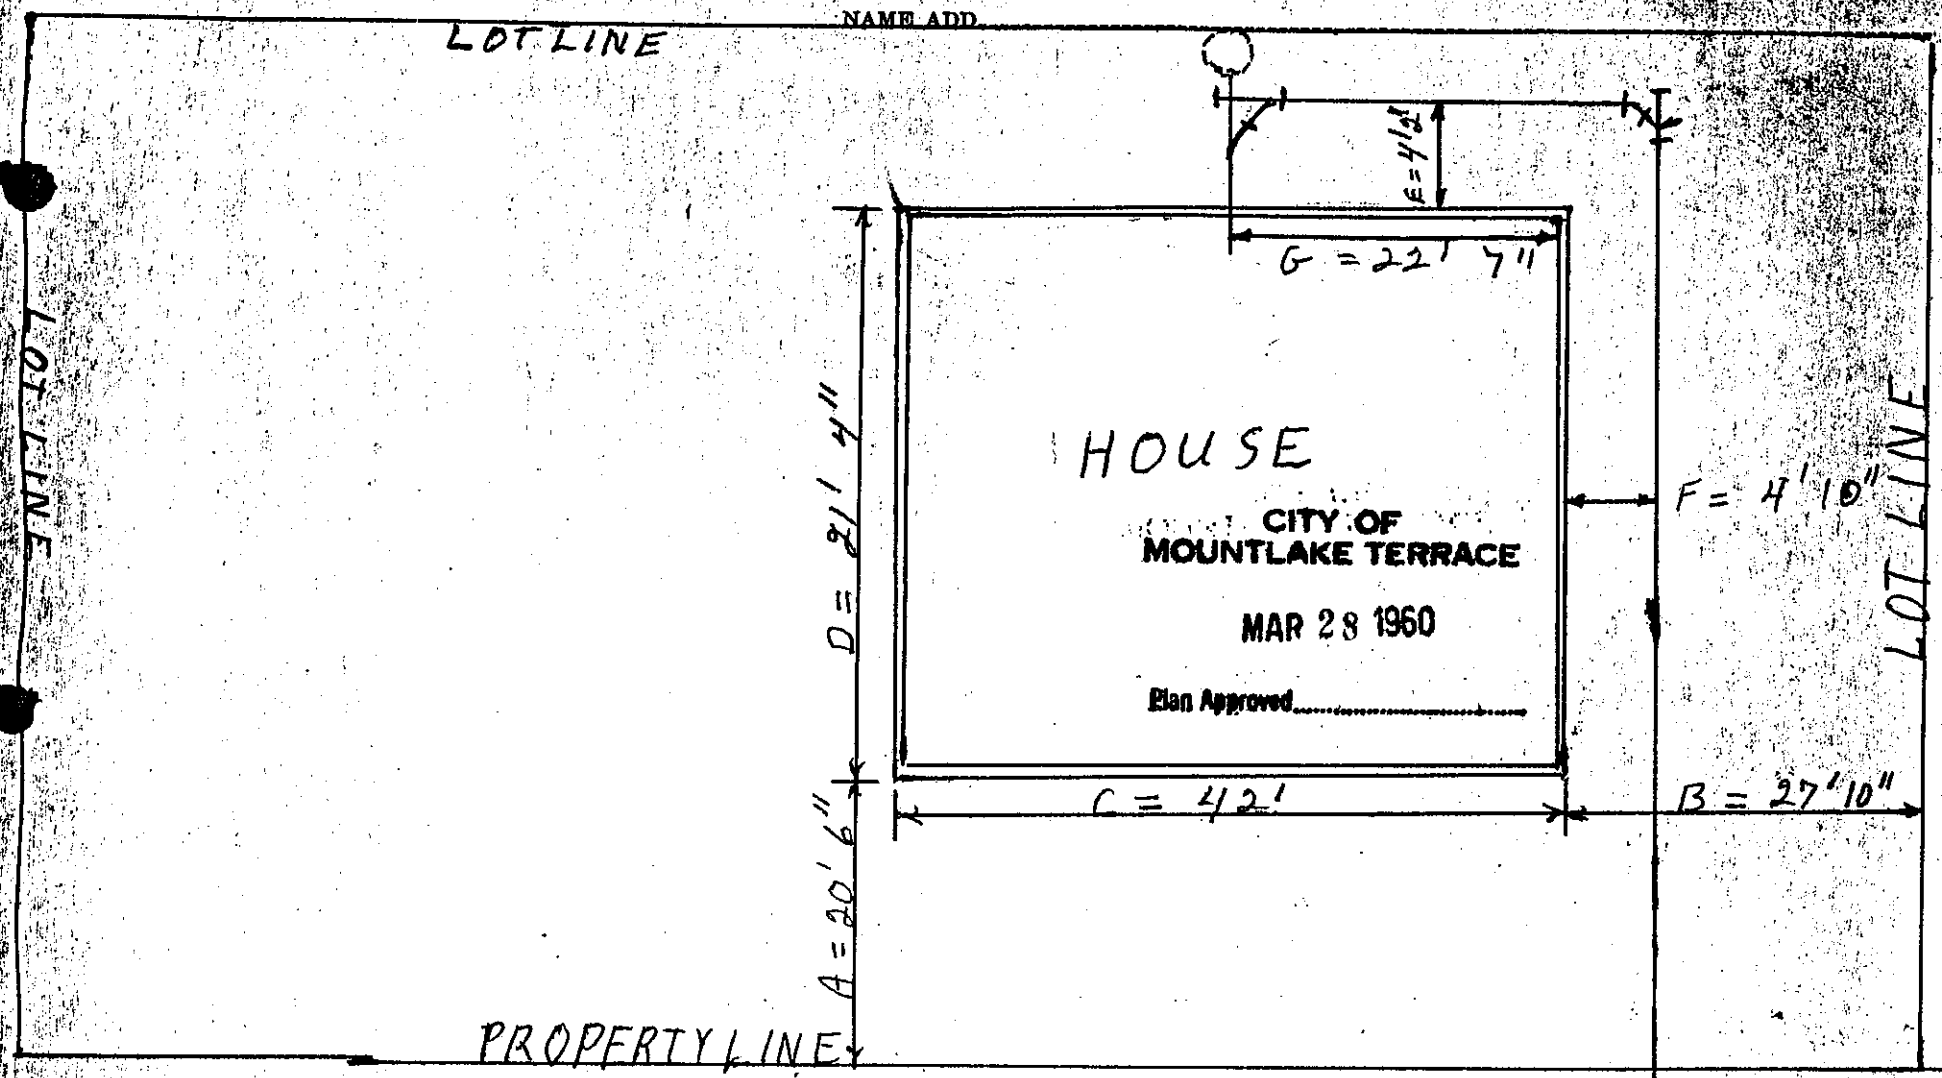 NAME ADD
LOT LINE
E = 4'2"
G = 22' 7"
LOT LINE
D = 21' 4"
HOUSE
CITY OF
MOUNTLAKE TERRACE
MAR 28 1960
Plan Approved
F = 4' 10"
LOT LINE
C = 42'
B = 27' 10"
A = 20' 6"
PROPERTY LINE